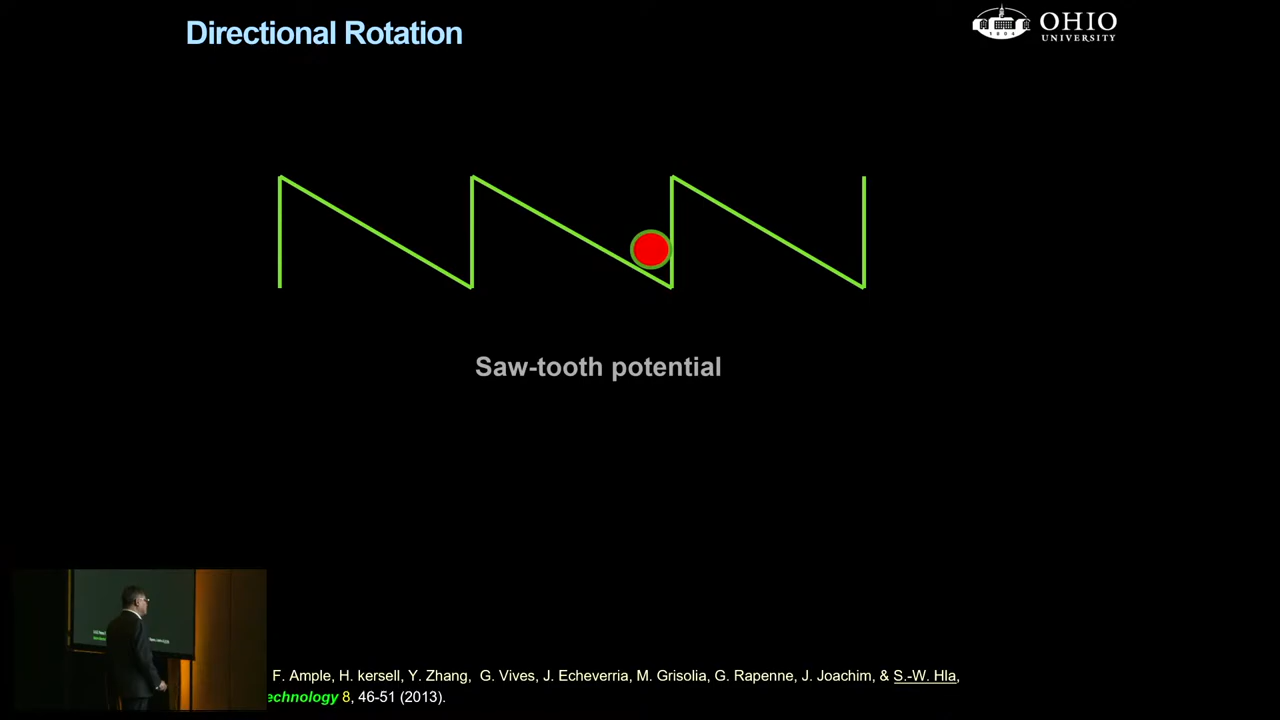 Directional Rotation
OHIO
UNIVERSITY
1804
Saw-tooth potential
F. Ample, H. kersell, Y. Zhang, G. Vives, J. Echeverria, M. Grisolia, G. Rapenne, J. Joachim, & S.-W. Hla,
echnology 8, 46-51 (2013).